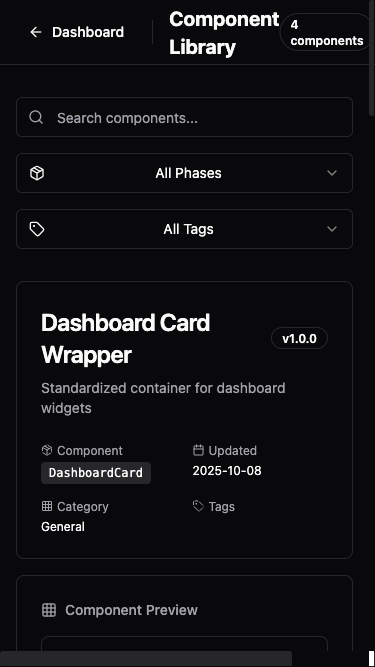 Dashboard
Component
Library
4
components
Search components...
All Phases
All Tags
Dashboard Card
Wrapper
v1.0.0
Standardized container for dashboard
widgets
Component
Updated
DashboardCard
2025-10-08
Category
Tags
General
Component Preview